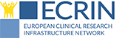 ECRIN
EUROPEAN CLINICAL RESEARCH
INFRASTRUCTURE NETWORK